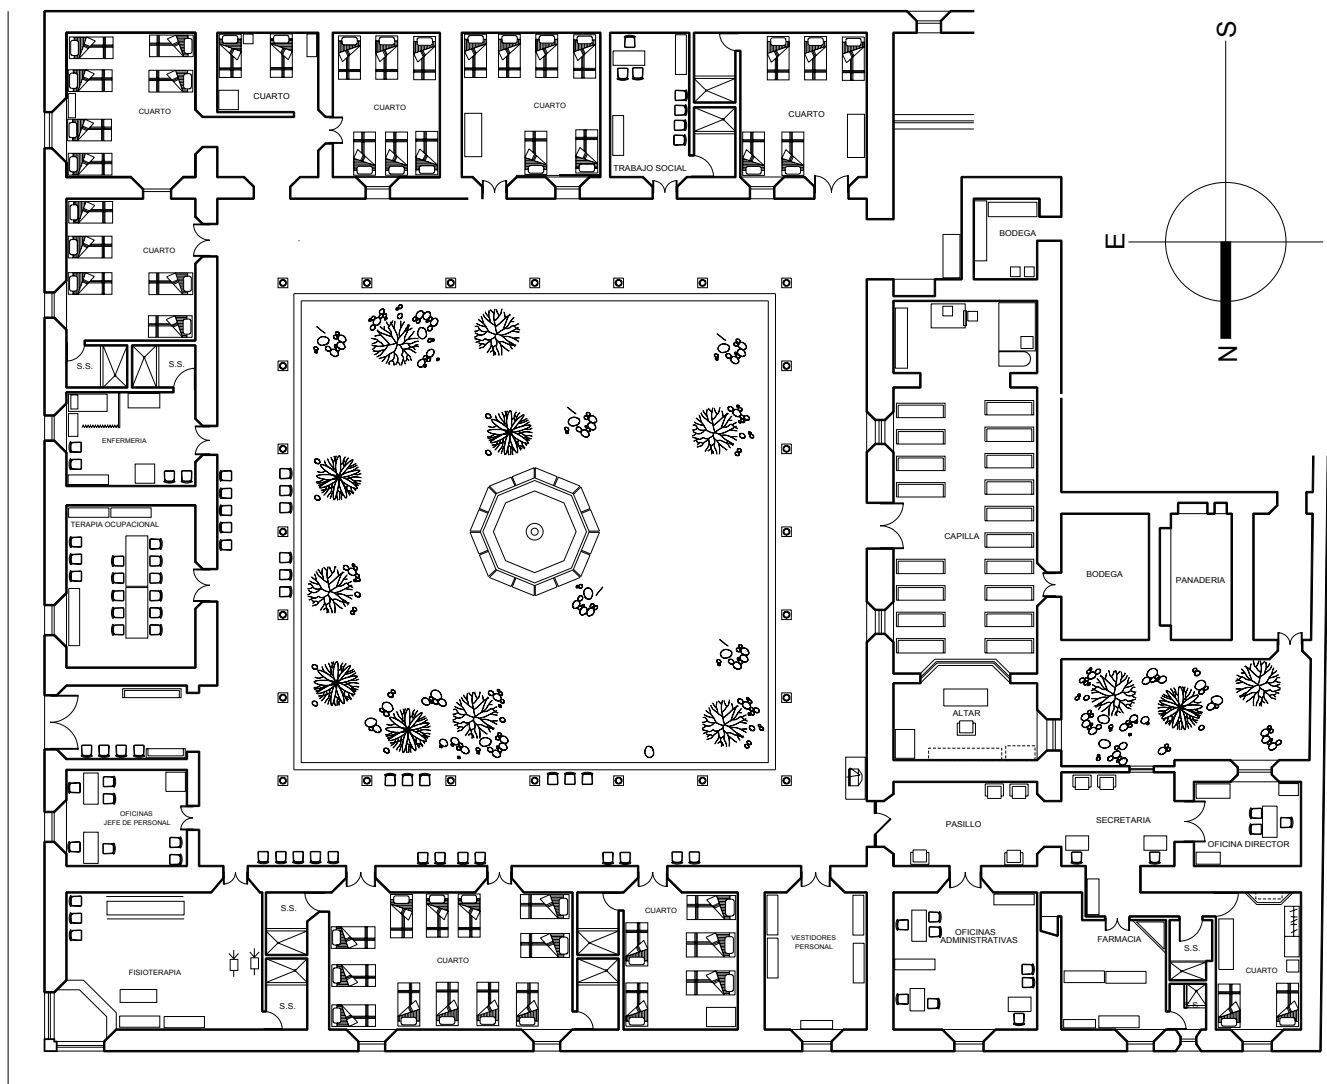 S
CUARTO
CUARTO
CUARTO
CUARTO
CUARTO
TRABAJO SOCIAL
BODEGA
E
CUARTO
N
S.S.
S.S.
ENFERMERIA
TERAPIA OCUPACIONAL
CAPILLA
BODEGA
PANADERIA
ALTAR
OFICINAS
JEFE DE PERSONAL
PASILLO
SECRETARIA
OFICINA DIRECTOR
S.S.
CUARTO
CUARTO
VESTIDORES
PERSONAL
OFICINAS
ADMINISTRATIVAS
FARMACIA
S.S.
CUARTO
FISIOTERAPIA
S.S.